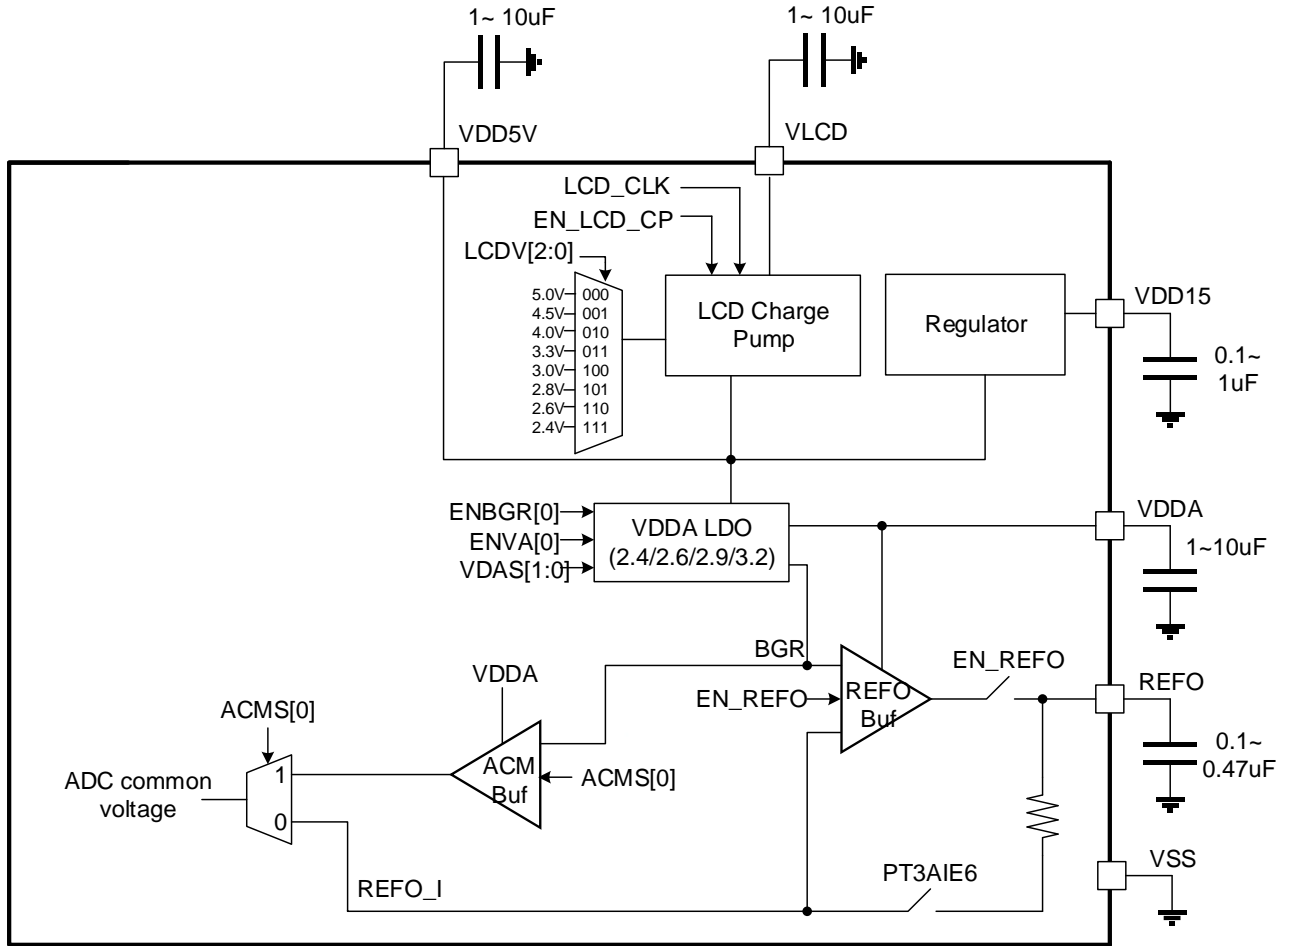 1~ 10uF
1~ 10uF
VDD5V
VLCD
LCD_CLK
EN_LCD_CP
LCDV[2:0]
5.0V 000
4.5V 001
4.0V 010
3.3V 011
3.0V 100
2.8V 101
2.6V 110
2.4V 111
LCD Charge
Pump
Regulator
VDD15
0.1~
1uF
ENBGR[0]
ENVA[0]
VDAS[1:0]
VDDA LDO
(2.4/2.6/2.9/3.2)
VDDA
1~10uF
BGR
EN_REFO
REFO
Buf
EN_REFO
REFO
0.1~
0.47uF
VDDA
ACMS[0]
ACM
Buf
ACMS[0]
1
0
ADC common
voltage
REFO_I
PT3AIE6
VSS